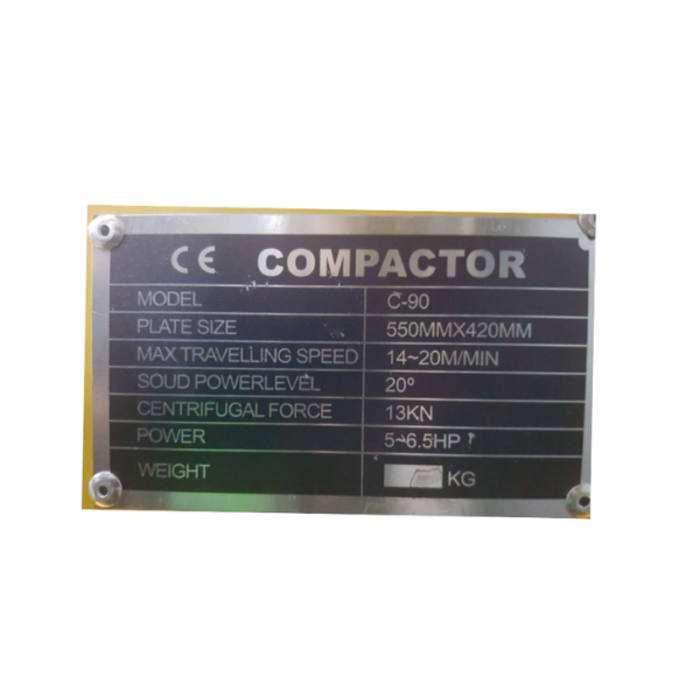 CE COMPACTOR
MODEL C-90
PLATE SIZE 550MMX420MM
MAX TRAVELLING SPEED 14~20M/MIN
SOUD POWERLEVEL 20º
CENTRIFUGAL FORCE 13KN
POWER 5~6.5HP
WEIGHT KG